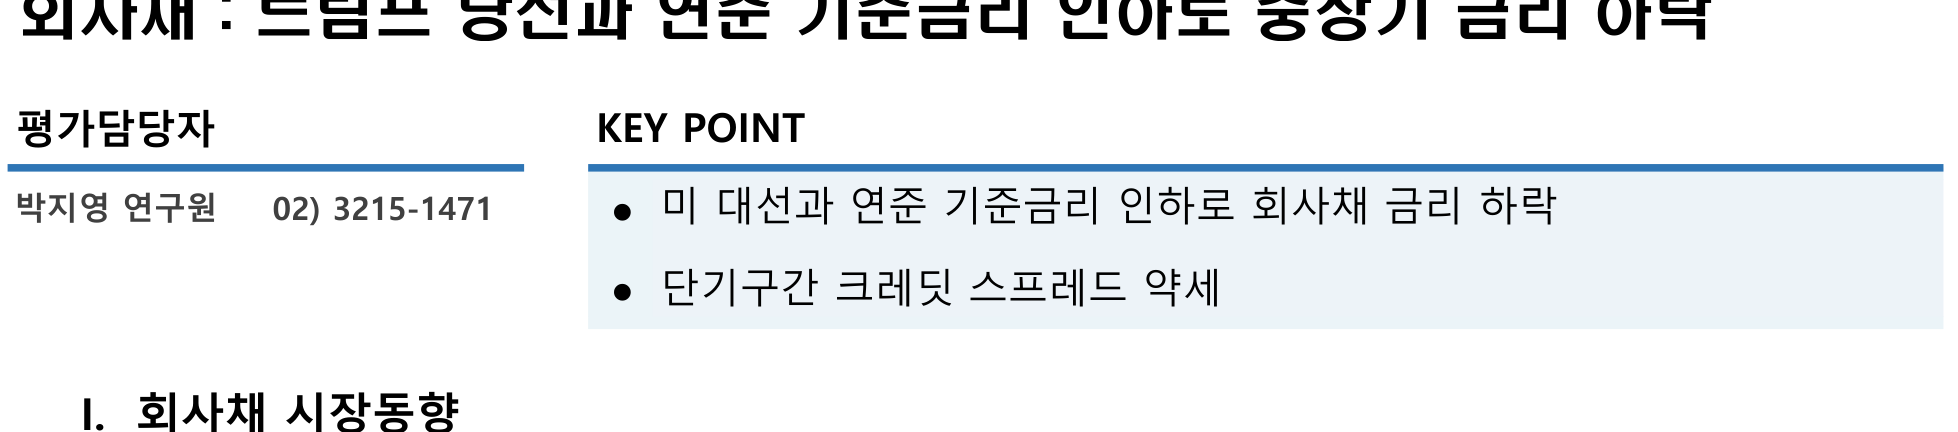 회사채 : 트럼프 당선과 연준 기준금리 인하로 중장기 금리 하락
평가담당자
박지영 연구원 02) 3215-1471
KEY POINT
● 미 대선과 연준 기준금리 인하로 회사채 금리 하락
● 단기구간 크레딧 스프레드 약세
I. 회사채 시장동향